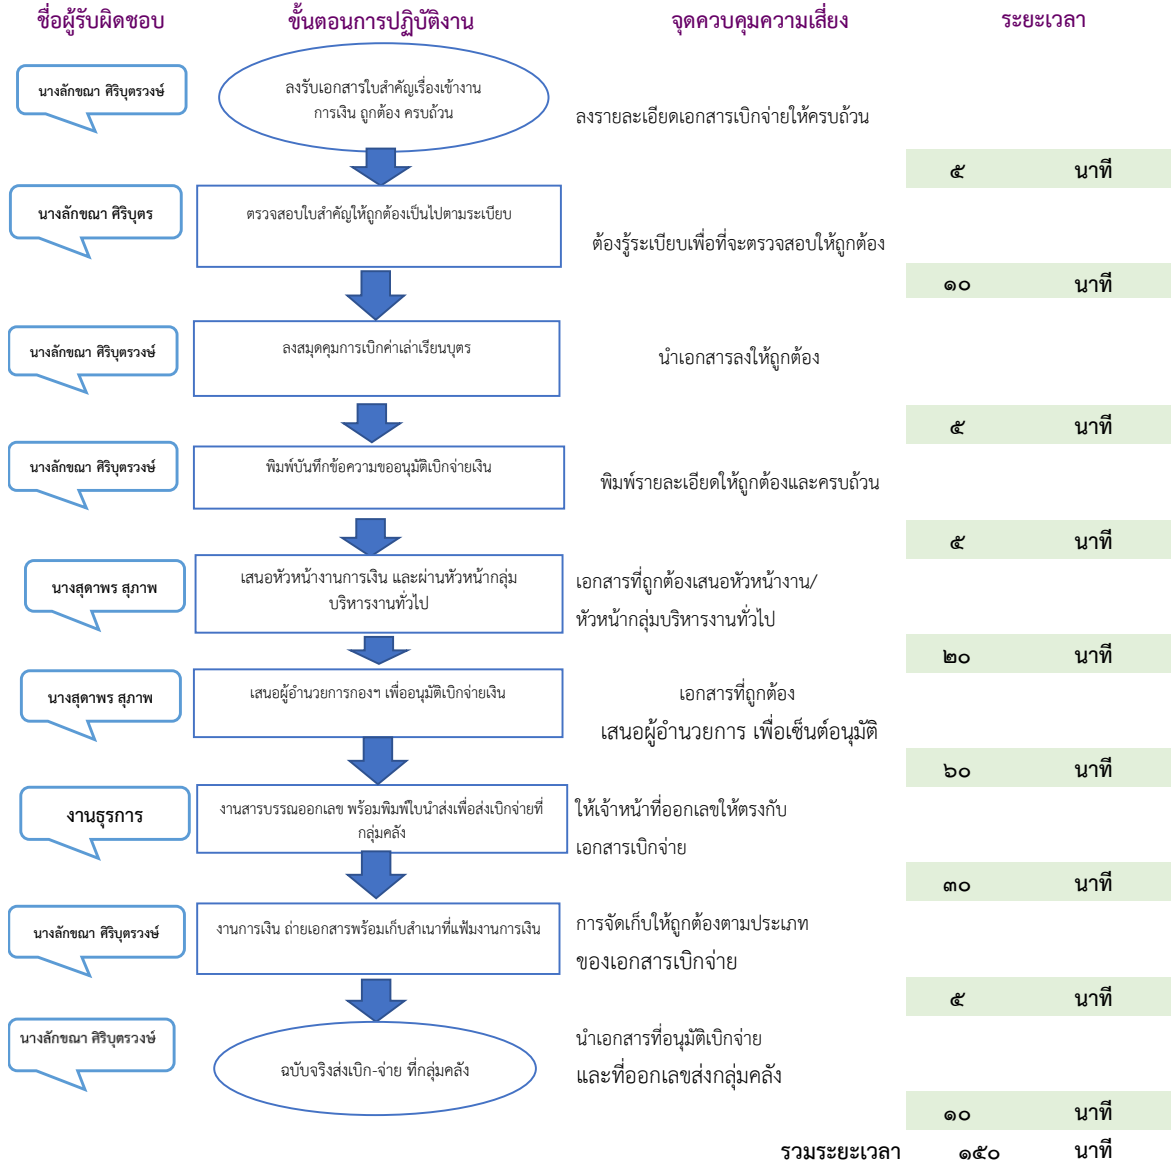 ชื่อผู้รับผิดชอบ ขั้นตอนการปฏิบัติงาน จุดควบคุมความเสี่ยง ระยะเวลา
นางลักขณา ศิริบุตรวงษ์
ลงรับเอกสารใบสำคัญเรื่องเข้างาน
การเงิน ถูกต้อง ครบถ้วน
ลงรายละเอียดเอกสารเบิกจ่ายให้ครบถ้วน
๕ นาที
นางลักขณา ศิริบุตร
ตรวจสอบใบสำคัญให้ถูกต้องเป็นไปตามระเบียบ
ต้องรู้ระเบียบเพื่อที่จะตรวจสอบให้ถูกต้อง
๑๐ นาที
นางลักขณา ศิริบุตรวงษ์
ลงสมุดคุมการเบิกค่าเล่าเรียนบุตร
นำเอกสารลงให้ถูกต้อง
๕ นาที
นางลักขณา ศิริบุตรวงษ์
พิมพ์บันทึกข้อความขออนุมัติเบิกจ่ายเงิน
พิมพ์รายละเอียดให้ถูกต้องและครบถ้วน
๕ นาที
นางสุดาพร สุภาพ
เสนอหัวหน้างานการเงิน และผ่านหัวหน้ากลุ่ม
บริหารงานทั่วไป
เอกสารที่ถูกต้องเสนอหัวหน้างาน/
หัวหน้ากลุ่มบริหารงานทั่วไป
๒๐ นาที
นางสุดาพร สุภาพ
เสนอผู้อำนวยการกองฯ เพื่ออนุมัติเบิกจ่ายเงิน
เอกสารที่ถูกต้อง
เสนอผู้อำนวยการ เพื่อเซ็นต์อนุมัติ
๖๐ นาที
งานธุรการ
งานสารบรรณออกเลข พร้อมพิมพ์ใบนำส่งเพื่อส่งเบิกจ่ายที่
กลุ่มคลัง
ให้เจ้าหน้าที่ออกเลขให้ตรงกับ
เอกสารเบิกจ่าย
๓๐ นาที
นางลักขณา ศิริบุตรวงษ์
งานการเงิน ถ่ายเอกสารพร้อมเก็บสำเนาที่แฟ้มงานการเงิน
การจัดเก็บให้ถูกต้องตามประเภท
ของเอกสารเบิกจ่าย
๕ นาที
นางลักขณา ศิริบุตรวงษ์
ฉบับจริงส่งเบิก-จ่าย ที่กลุ่มคลัง
นำเอกสารที่อนุมัติเบิกจ่าย
และที่ออกเลขส่งกลุ่มคลัง
๑๐ นาที
รวมระยะเวลา ๑๕๐ นาที